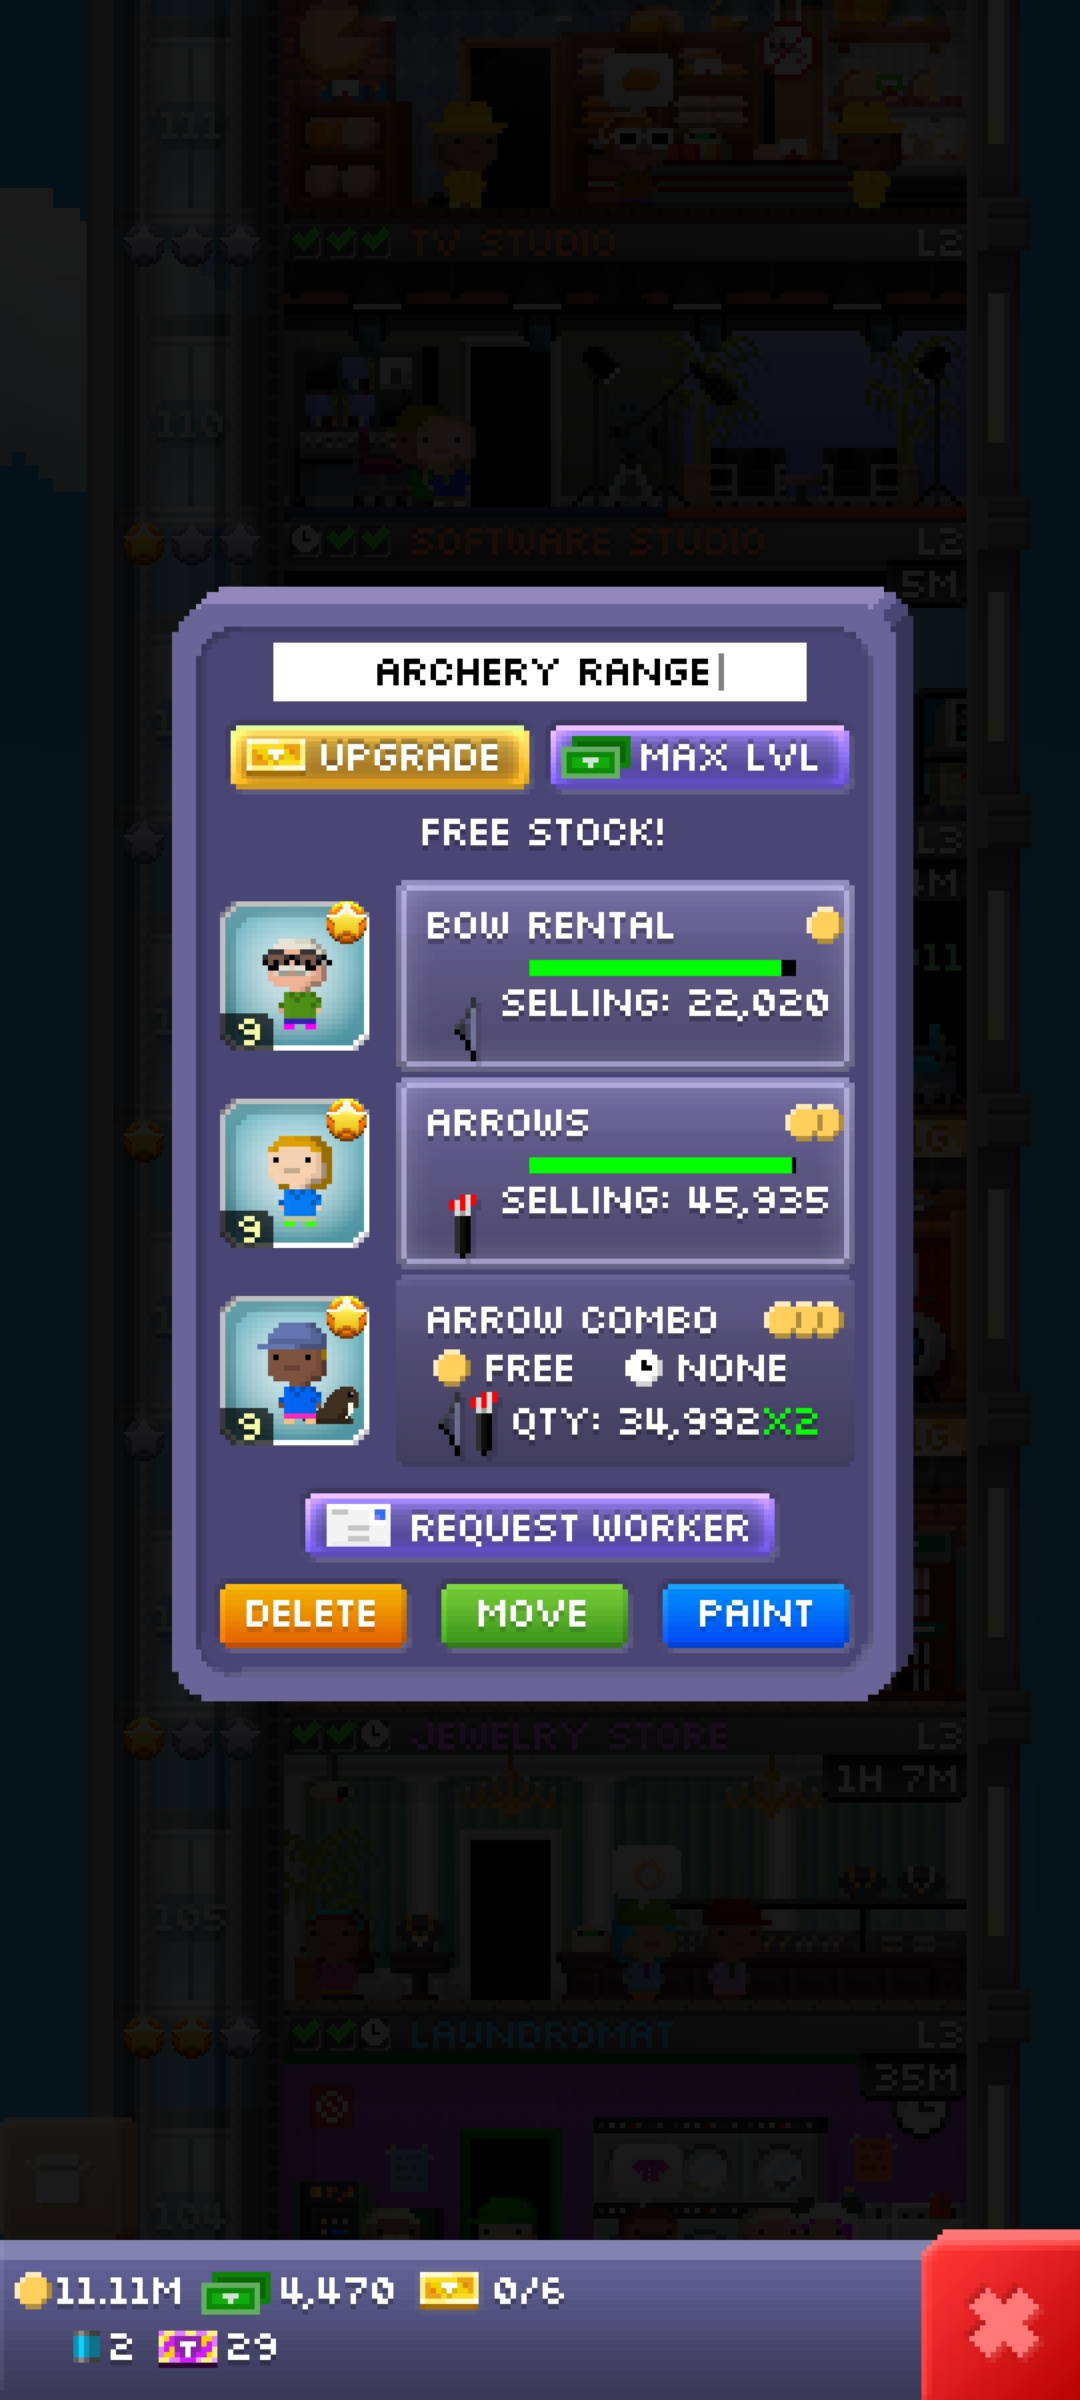 111
TV STUDIO L2
110
SOFTWARE STUDIO L2
5M
ARCHERY RANGE
UPGRADE MAX LVL
FREE STOCK!
L3
BOW RENTAL
SELLING: 22,020
9
ARROWS
SELLING: 45,935
9
ARROW COMBO
FREE NONE
QTY: 34,992X2
9
REQUEST WORKER
DELETE MOVE PAINT
JEWELRY STORE L3
1H 7M
105
LAUNDROMAT L3
35M
104
11.11M 4,470 0/6
2 29